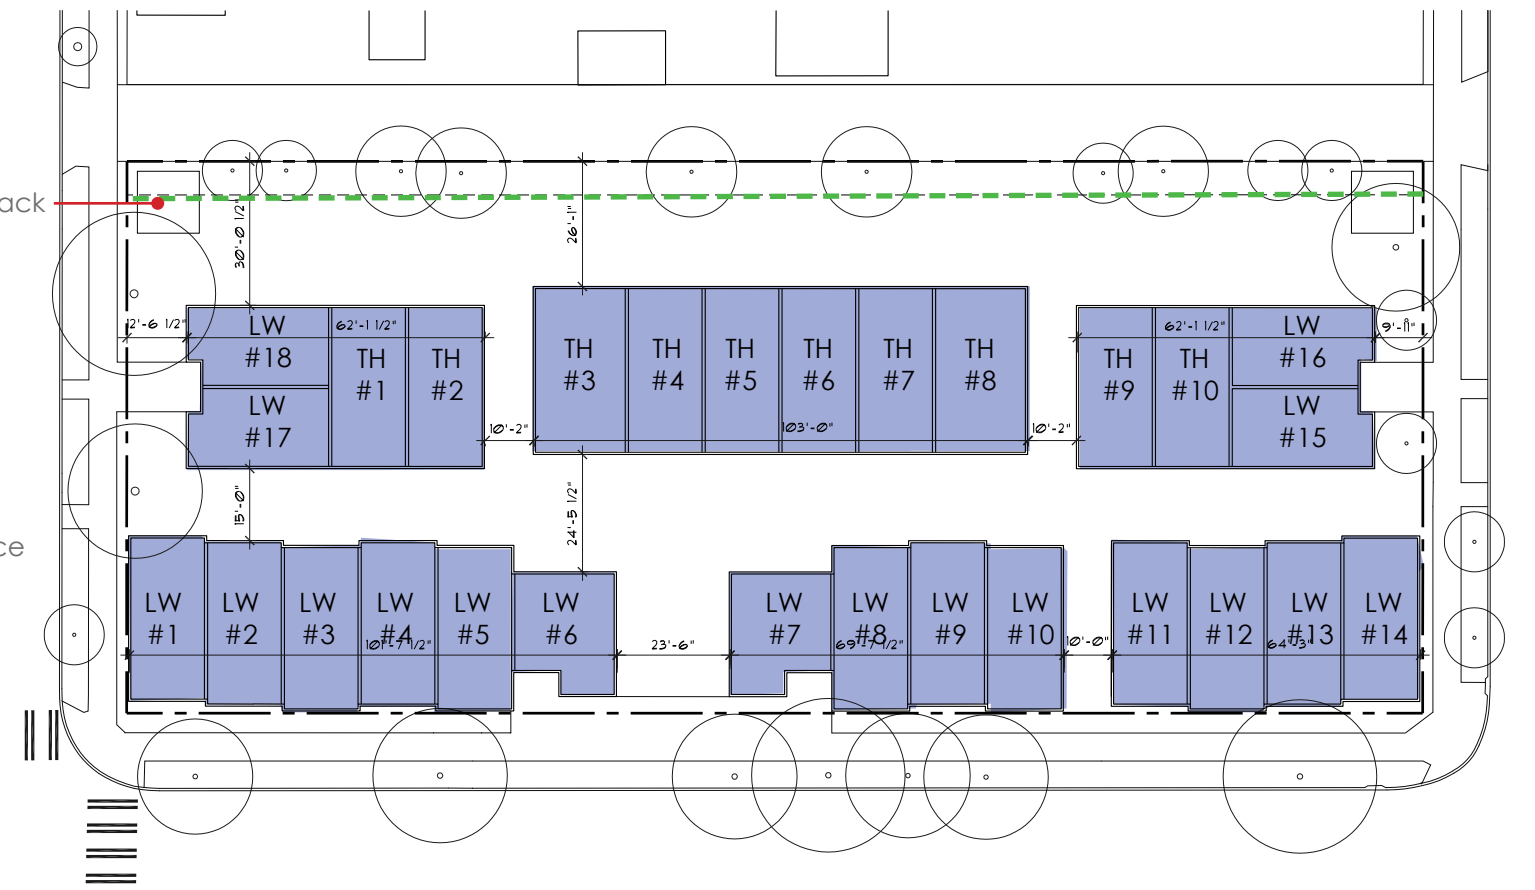 ack
30'-0 1/2"
26'-1"
2'-6 1/2"
62'-1 1/2"
62'-1 1/2"
9'-11"
LW
#18
TH
#1
TH
#2
LW
#17
TH
#3
TH
#4
TH
#5
TH
#6
TH
#7
TH
#8
TH
#9
TH
#10
LW
#16
LW
#15
10'-2"
103'-0"
10'-2"
15'-0"
24'-5 1/2"
ce
LW
#1
LW
#2
LW
#3
LW
#4
LW
#5
LW
#6
LW
#7
LW
#8
LW
#9
LW
#10
LW
#11
LW
#12
LW
#13
LW
#14
101'-7 1/2"
23'-6"
69'-7 1/2"
10'-0"
64'-3"